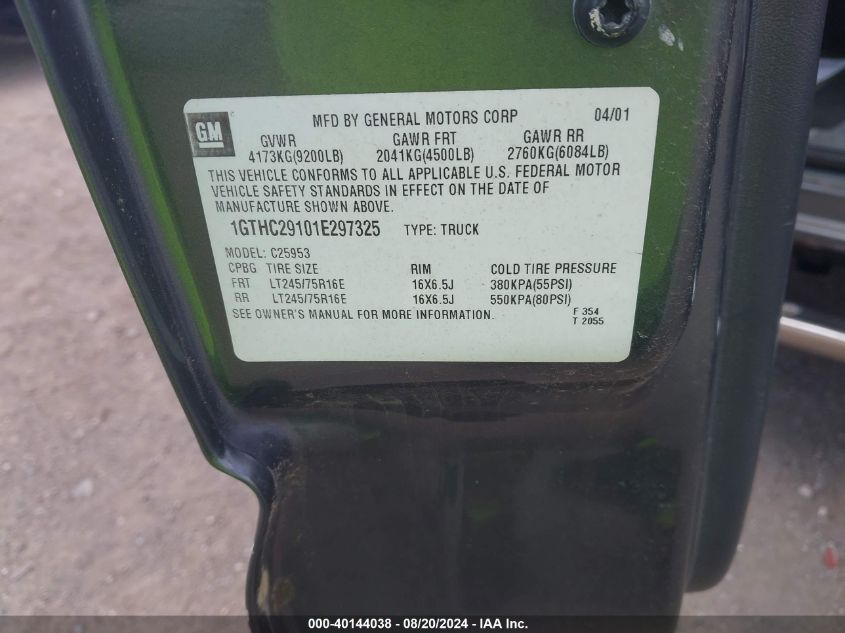 GM
MFD BY GENERAL MOTORS CORP 04/01
GVWR GAWR FRT GAWR RR
4173KG(9200LB) 2041KG(4500LB) 2760KG(6084LB)
THIS VEHICLE CONFORMS TO ALL APPLICABLE U.S. FEDERAL MOTOR
VEHICLE SAFETY STANDARDS IN EFFECT ON THE DATE OF
MANUFACTURE SHOWN ABOVE.
1GTHC29101E297325 TYPE: TRUCK
MODEL: C25953
CPBG TIRE SIZE RIM COLD TIRE PRESSURE
FRT LT245/75R16E 16X6.5J 380KPA(55PSI)
RR LT245/75R16E 16X6.5J 550KPA(80PSI)
SEE OWNER'S MANUAL FOR MORE INFORMATION. F 354
T 2055
000-40144038 - 08/20/2024 - IAA Inc.